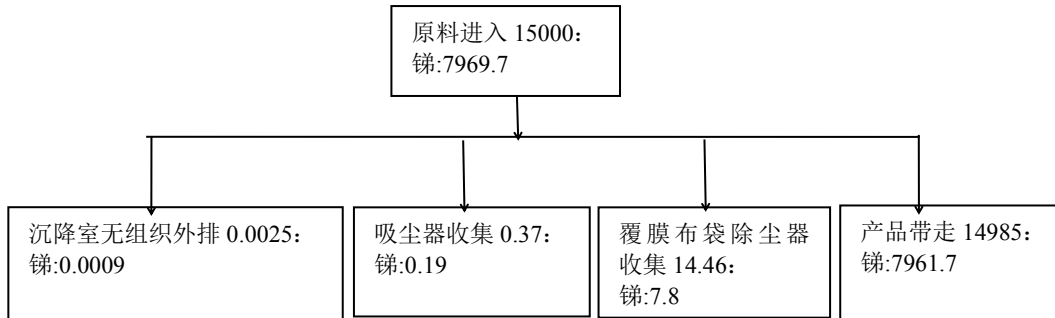 原料进入 15000：
锑:7969.7
沉降室无组织外排 0.0025：
锑:0.0009
吸尘器收集 0.37：
锑:0.19
覆膜布袋除尘器
收集 14.46：
锑:7.8
产品带走 14985：
锑:7961.7